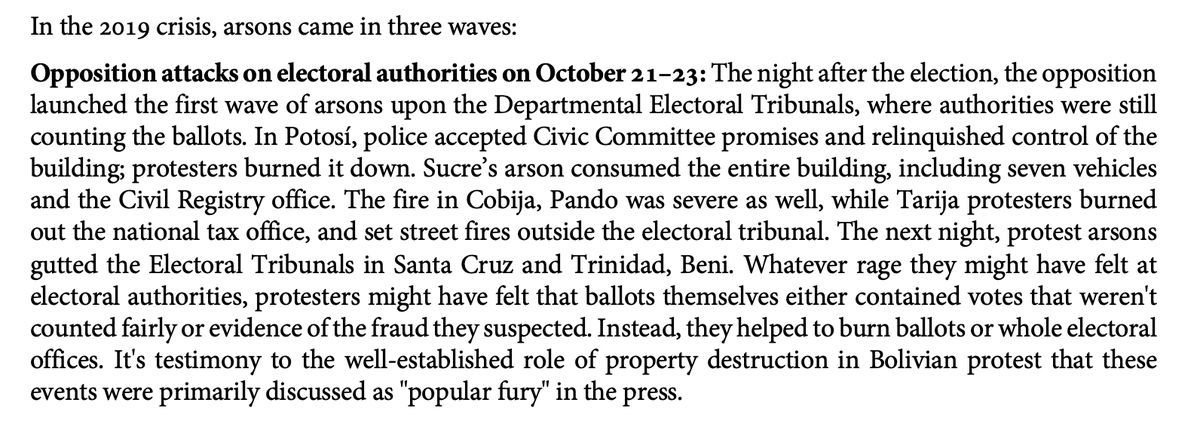 In the 2019 crisis, arsons came in three waves:
Opposition attacks on electoral authorities on October 21–23: The night after the election, the opposition
launched the first wave of arsons upon the Departmental Electoral Tribunals, where authorities were still
counting the ballots. In Potosí, police accepted Civic Committee promises and relinquished control of the
building; protesters burned it down. Sucre’s arson consumed the entire building, including seven vehicles
and the Civil Registry office. The fire in Cobija, Pando was severe as well, while Tarija protesters burned
out the national tax office, and set street fires outside the electoral tribunal. The next night, protest arsons
gutted the Electoral Tribunals in Santa Cruz and Trinidad, Beni. Whatever rage they might have felt at
electoral authorities, protesters might have felt that ballots themselves either contained votes that weren't
counted fairly or evidence of the fraud they suspected. Instead, they helped to burn ballots or whole electoral
offices. It's testimony to the well-established role of property destruction in Bolivian protest that these
events were primarily discussed as "popular fury" in the press.